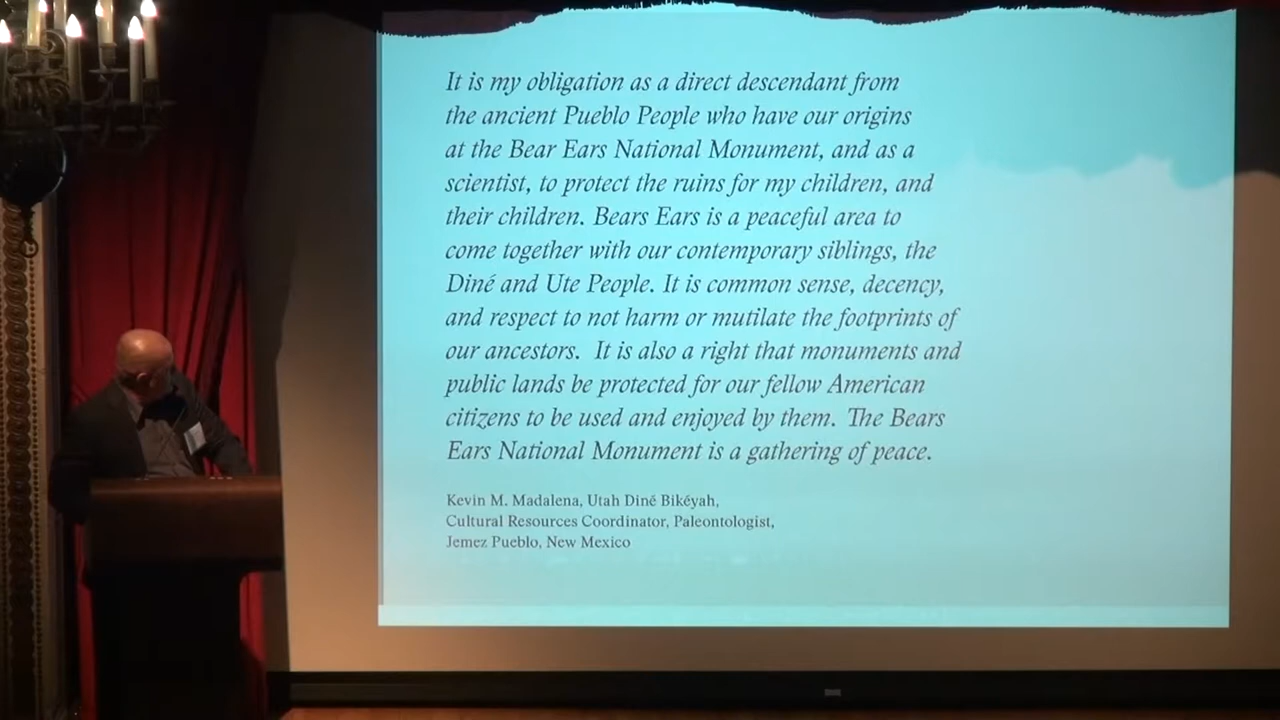 It is my obligation as a direct descendant from
the ancient Pueblo People who have our origins
at the Bear Ears National Monument, and as a
scientist, to protect the ruins for my children, and
their children. Bears Ears is a peaceful area to
come together with our contemporary siblings, the
Diné and Ute People. It is common sense, decency,
and respect to not harm or mutilate the footprints of
our ancestors.  It is also a right that monuments and
public lands be protected for our fellow American
citizens to be used and enjoyed by them. The Bears
Ears National Monument is a gathering of peace.
Kevin M. Madalena, Utah Diné Bikéyah,
Cultural Resources Coordinator, Paleontologist,
Jemez Pueblo, New Mexico